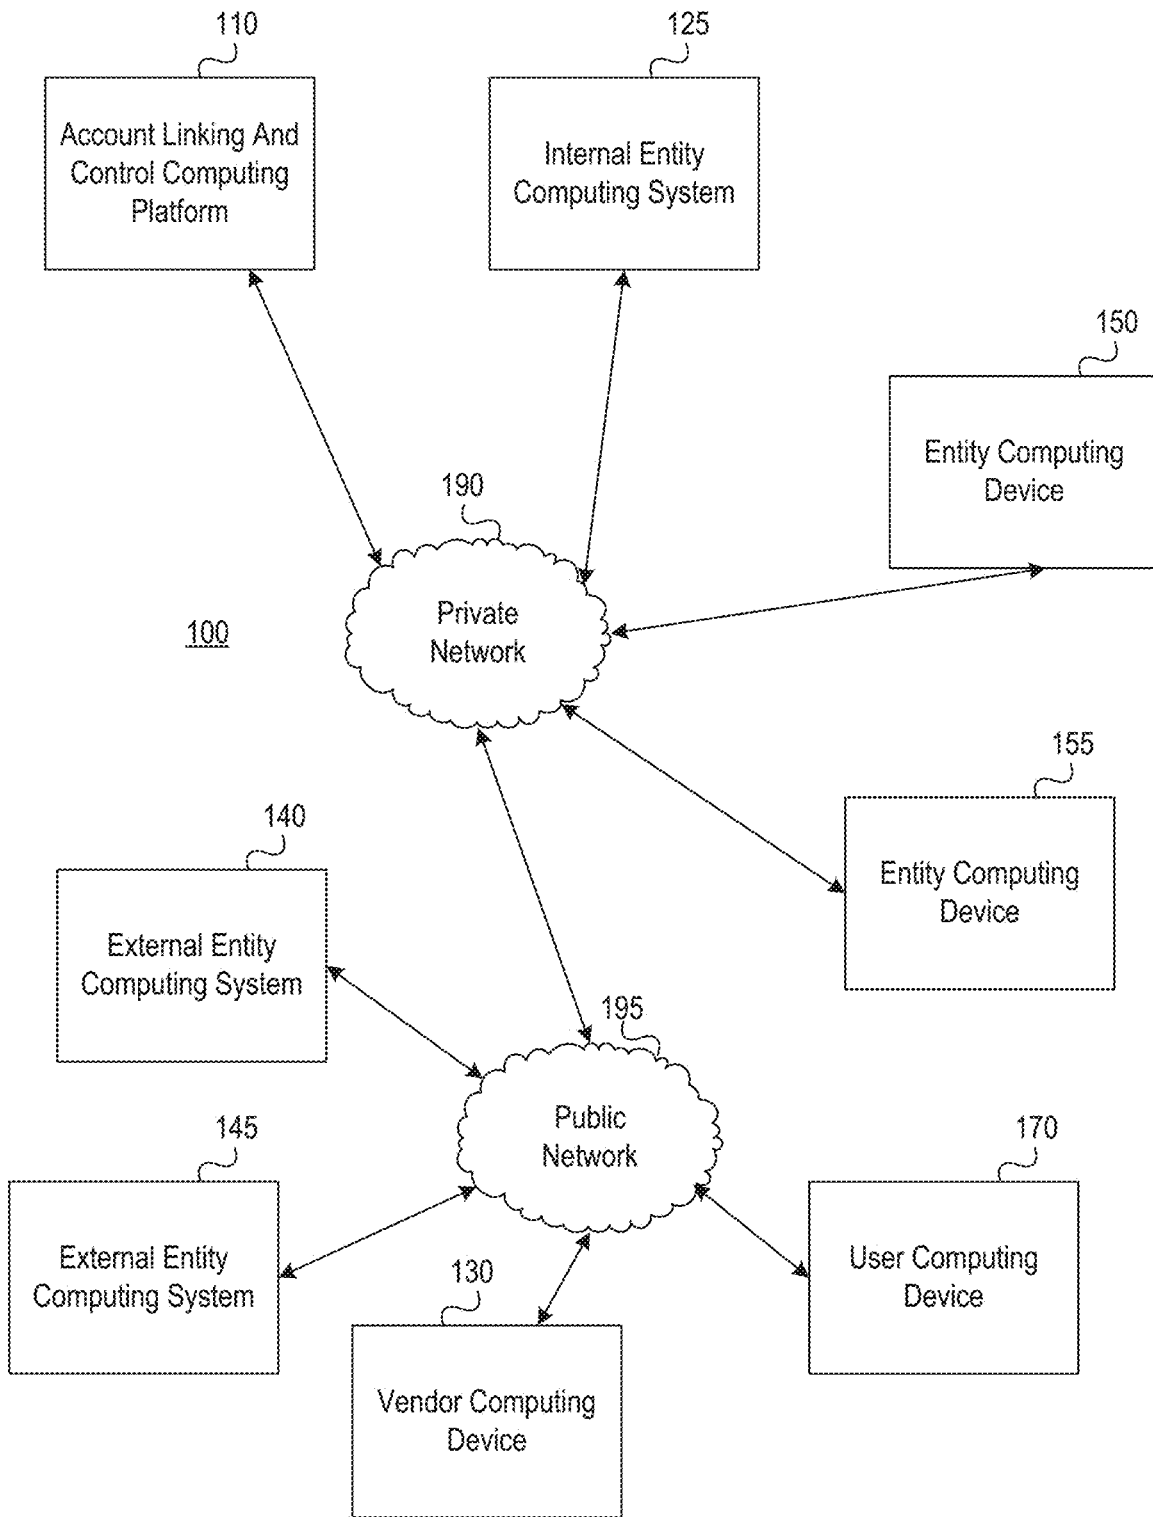 110
125
Account Linking And
Control Computing
Platform
Internal Entity
Computing System
150
Entity Computing
Device
190
Private
Network
100
155
Entity Computing
Device
140
External Entity
Computing System
195
Public
Network
145
External Entity
Computing System
170
User Computing
Device
130
Vendor Computing
Device